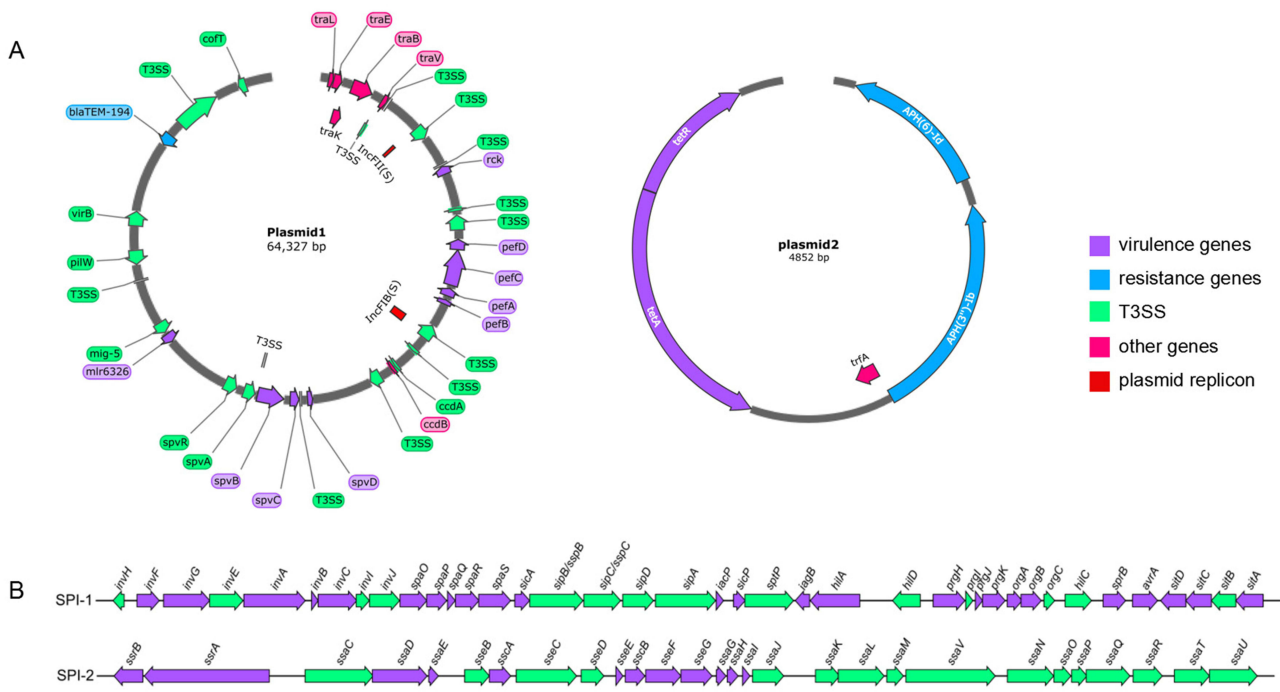 A
traL
traE
traB
traV
T3SS
T3SS
T3SS
rck
T3SS
T3SS
pefD
pefC
pefA
pefB
T3SS
T3SS
ccdA
ccdB
T3SS
spvD
T3SS
spvC
spvB
spvA
spvR
mlr6326
mig-5
T3SS
pilW
virB
blaTEM-194
T3SS
cofT
traK
T3SS
IncFII(S)
IncFIB(S)
T3SS
Plasmid1
64,327 bp
tetR
tetA
APH(6)-Id
APH(3'')-Ib
trfA
plasmid2
4852 bp
virulence genes
resistance genes
T3SS
other genes
plasmid replicon
B
invH invF invG invE invA invB invC invI invJ spaO spaP spaQ spaR spaS sicA sipB/sspB sipC/sspC sipD sipA iacP sicP sptP iagB hilA hilD prgH prgI prgJ prgK orgA orgB orgC hilC sprB avrA sitD sitC sitB sitA
SPI-1
ssrB ssrA ssaC ssaD ssaE sseB sscA sseC sseD sseE sscB sseF sseG ssaG ssaH ssaI ssaJ ssaK ssaL ssaM ssaV ssaN ssaO ssaP ssaQ ssaR ssaT ssaU
SPI-2